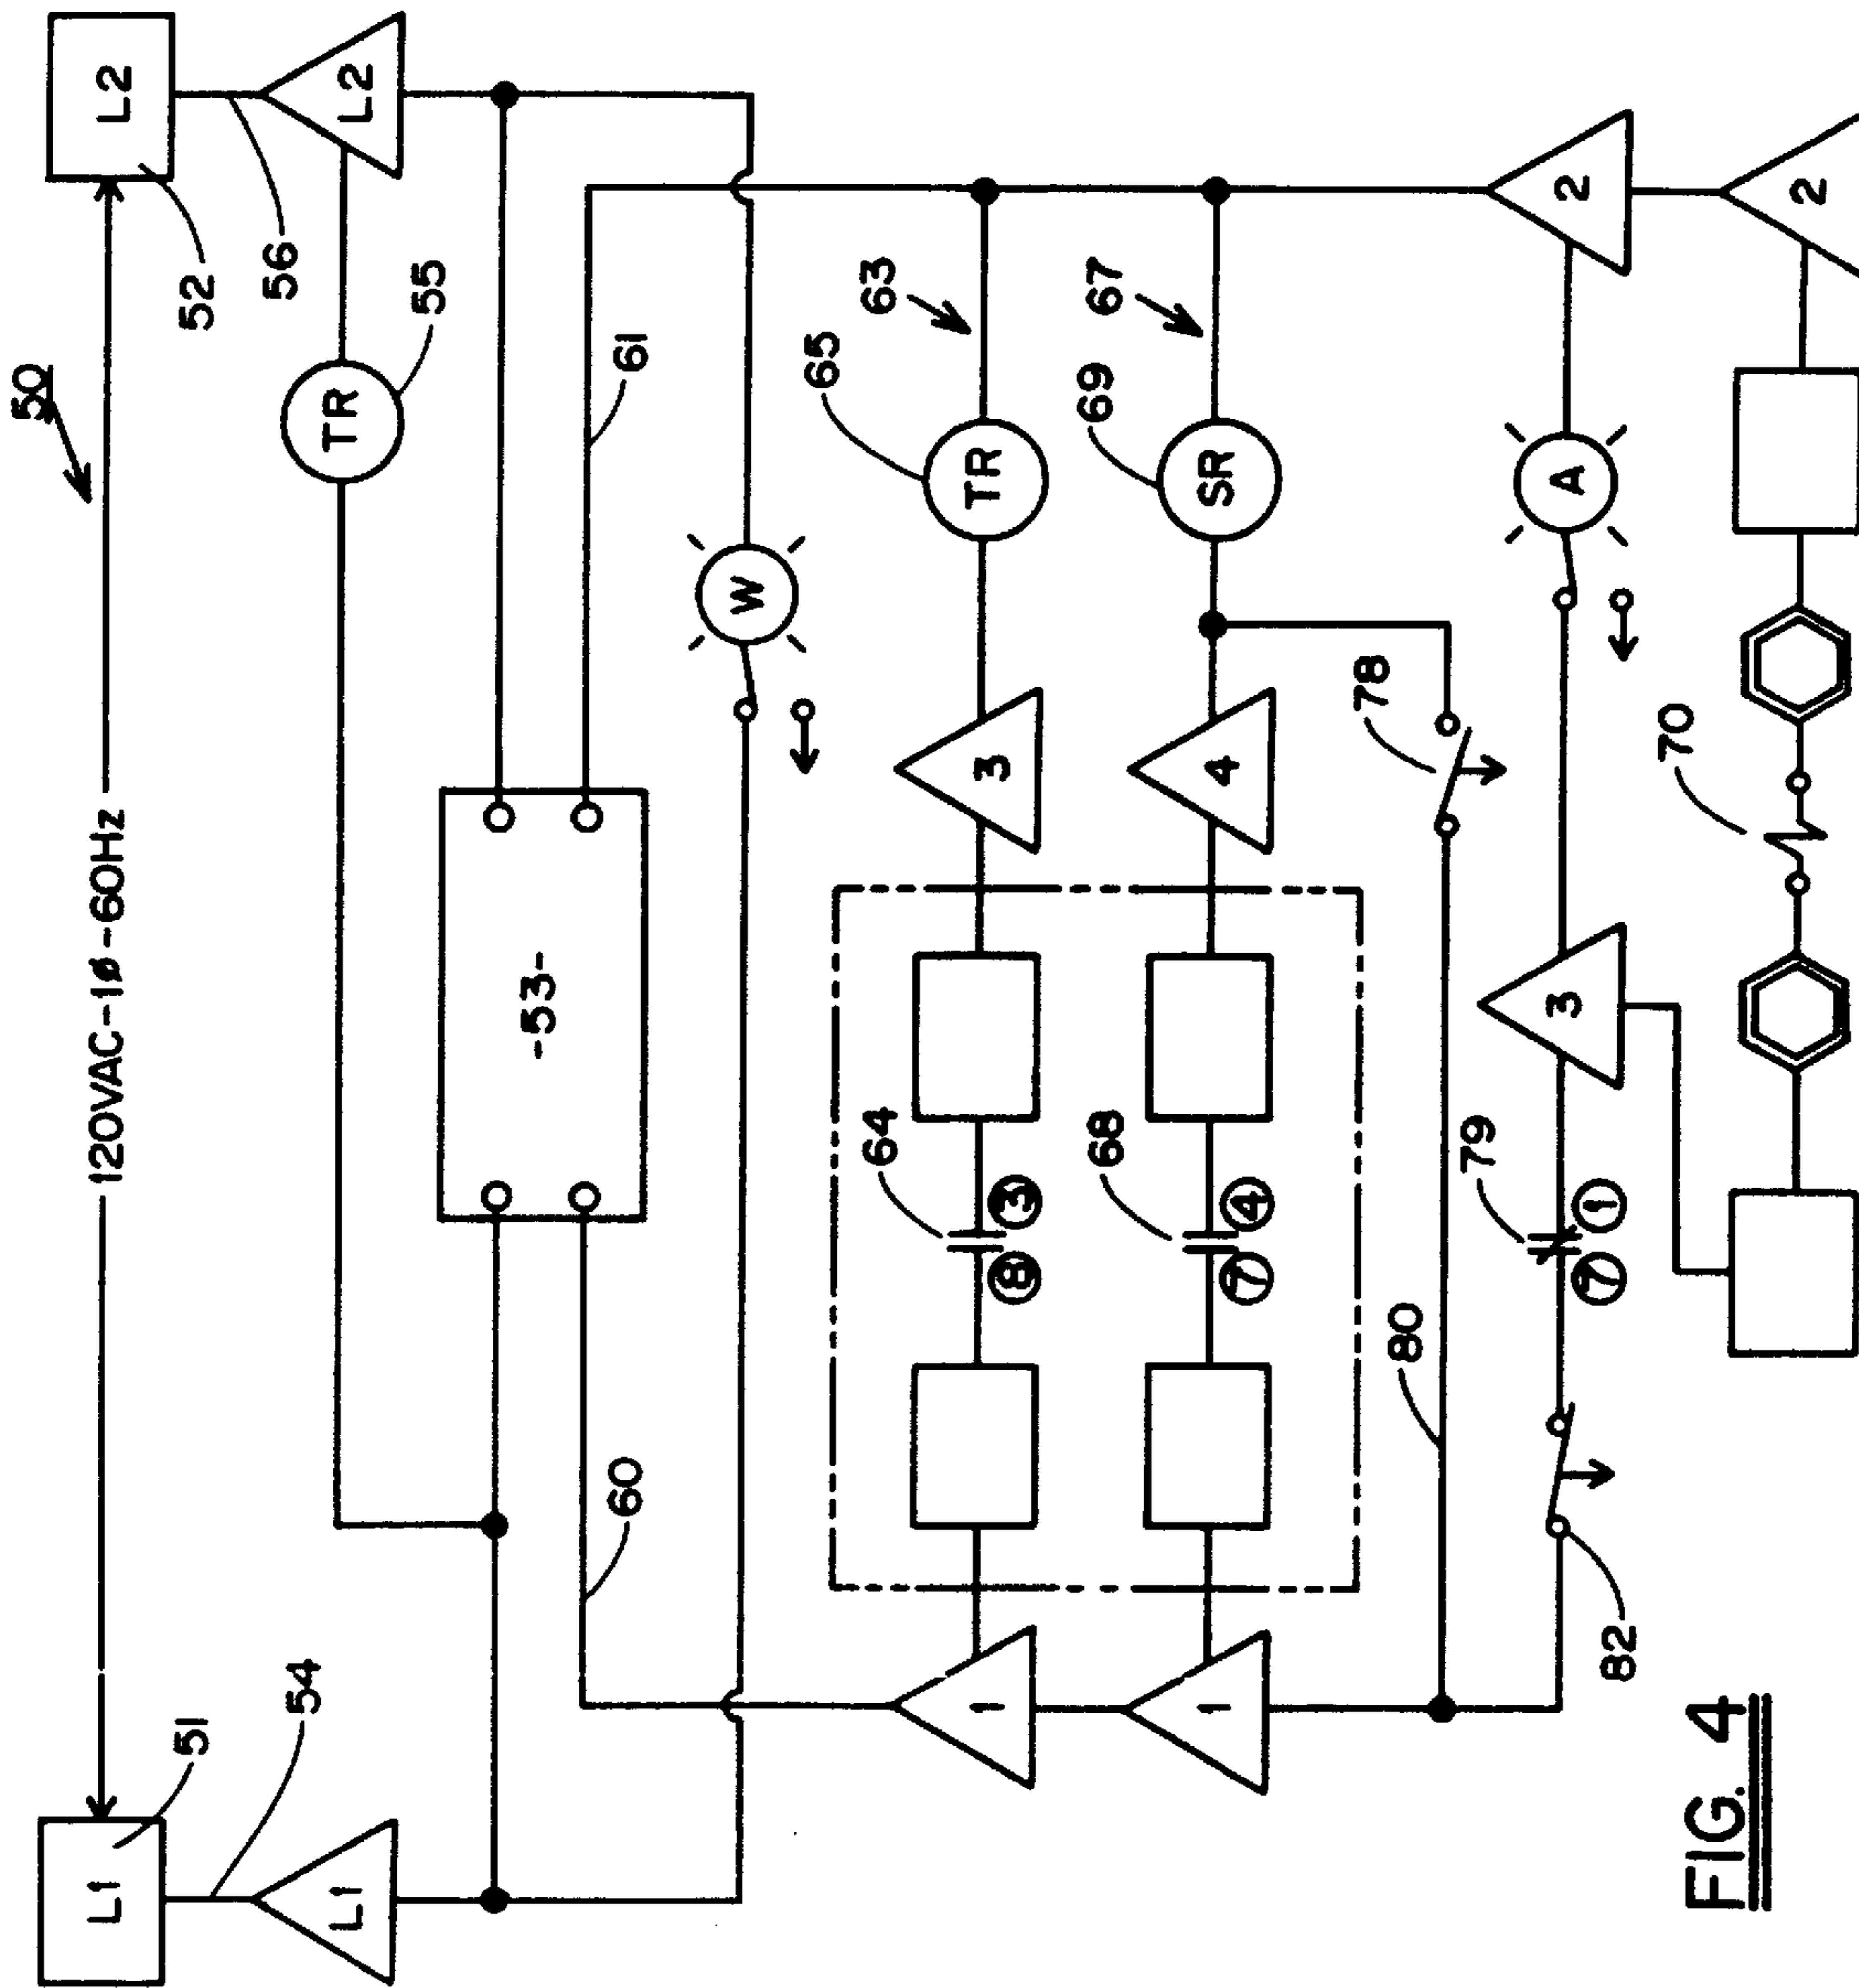 50
L1
51
120VAC-1ø-60Hz
L2
52
54
56
L1
L2
TR
55
-53-
60
61
W
1
64
⑧ ③
3
65
TR
63
1
68
⑦ ④
4
69
SR
67
80
78
82
79
⑦ ①
3
A
2
70
2
FIG. 4